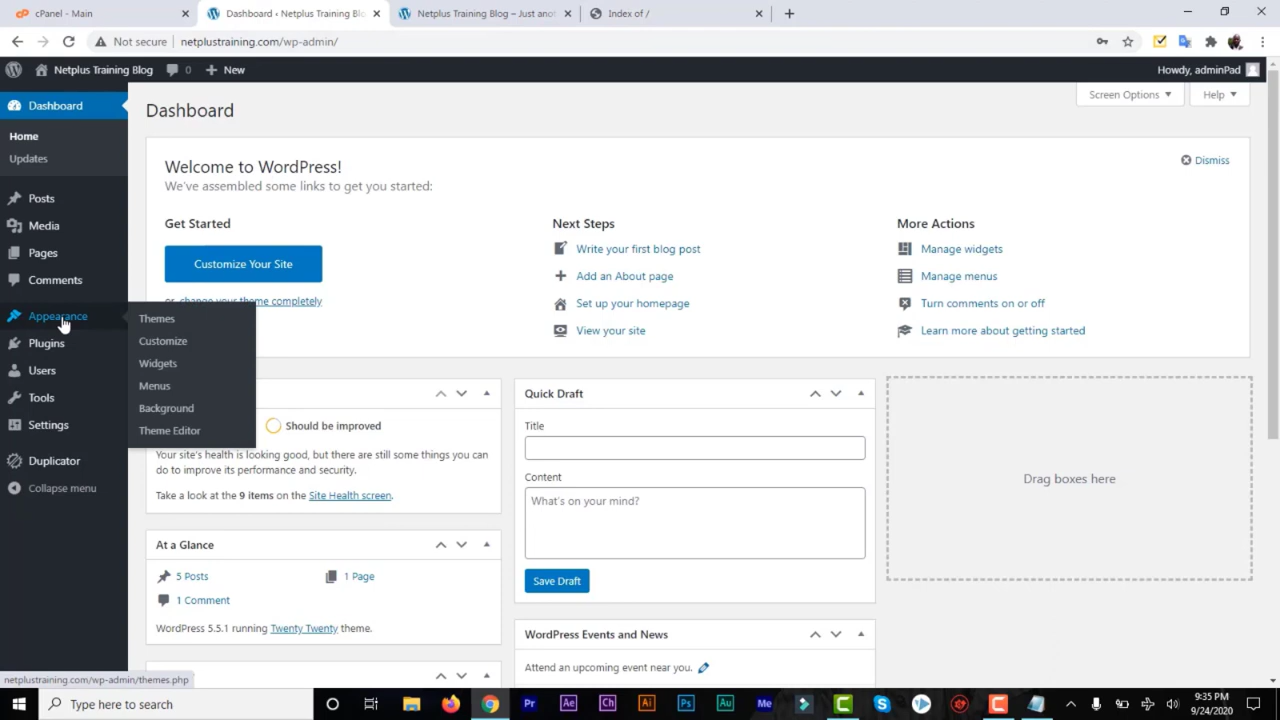 cPanel - Main
Dashboard ‹ Netplus Training Blo
Netplus Training Blog – Just anot
Index of /
Not secure
netplustraining.com/wp-admin/
Netplus Training Blog
0
New
Howdy, adminPad
Dashboard
Home
Updates
Posts
Media
Pages
Comments
Appearance
Plugins
Users
Tools
Settings
Duplicator
Collapse menu
Themes
Customize
Widgets
Menus
Background
Theme Editor
Dashboard
Screen Options
Help
Welcome to WordPress!
We've assembled some links to get you started:
Dismiss
Get Started
Customize Your Site
or, change your theme completely
Next Steps
Write your first blog post
Add an About page
Set up your homepage
View your site
More Actions
Manage widgets
Manage menus
Turn comments on or off
Learn more about getting started
Should be improved
Your site's health is looking good, but there are still some things you can
do to improve its performance and security.
Take a look at the 9 items on the Site Health screen.
At a Glance
5 Posts
1 Page
1 Comment
WordPress 5.5.1 running Twenty Twenty theme.
Quick Draft
Title
Content
What's on your mind?
Save Draft
WordPress Events and News
Attend an upcoming event near you.
Drag boxes here
netplustraining.com/wp-admin/themes.php
Type here to search
Pr
Ae
Ch
Ai
Ps
Au
Me
9:35 PM
9/24/2020